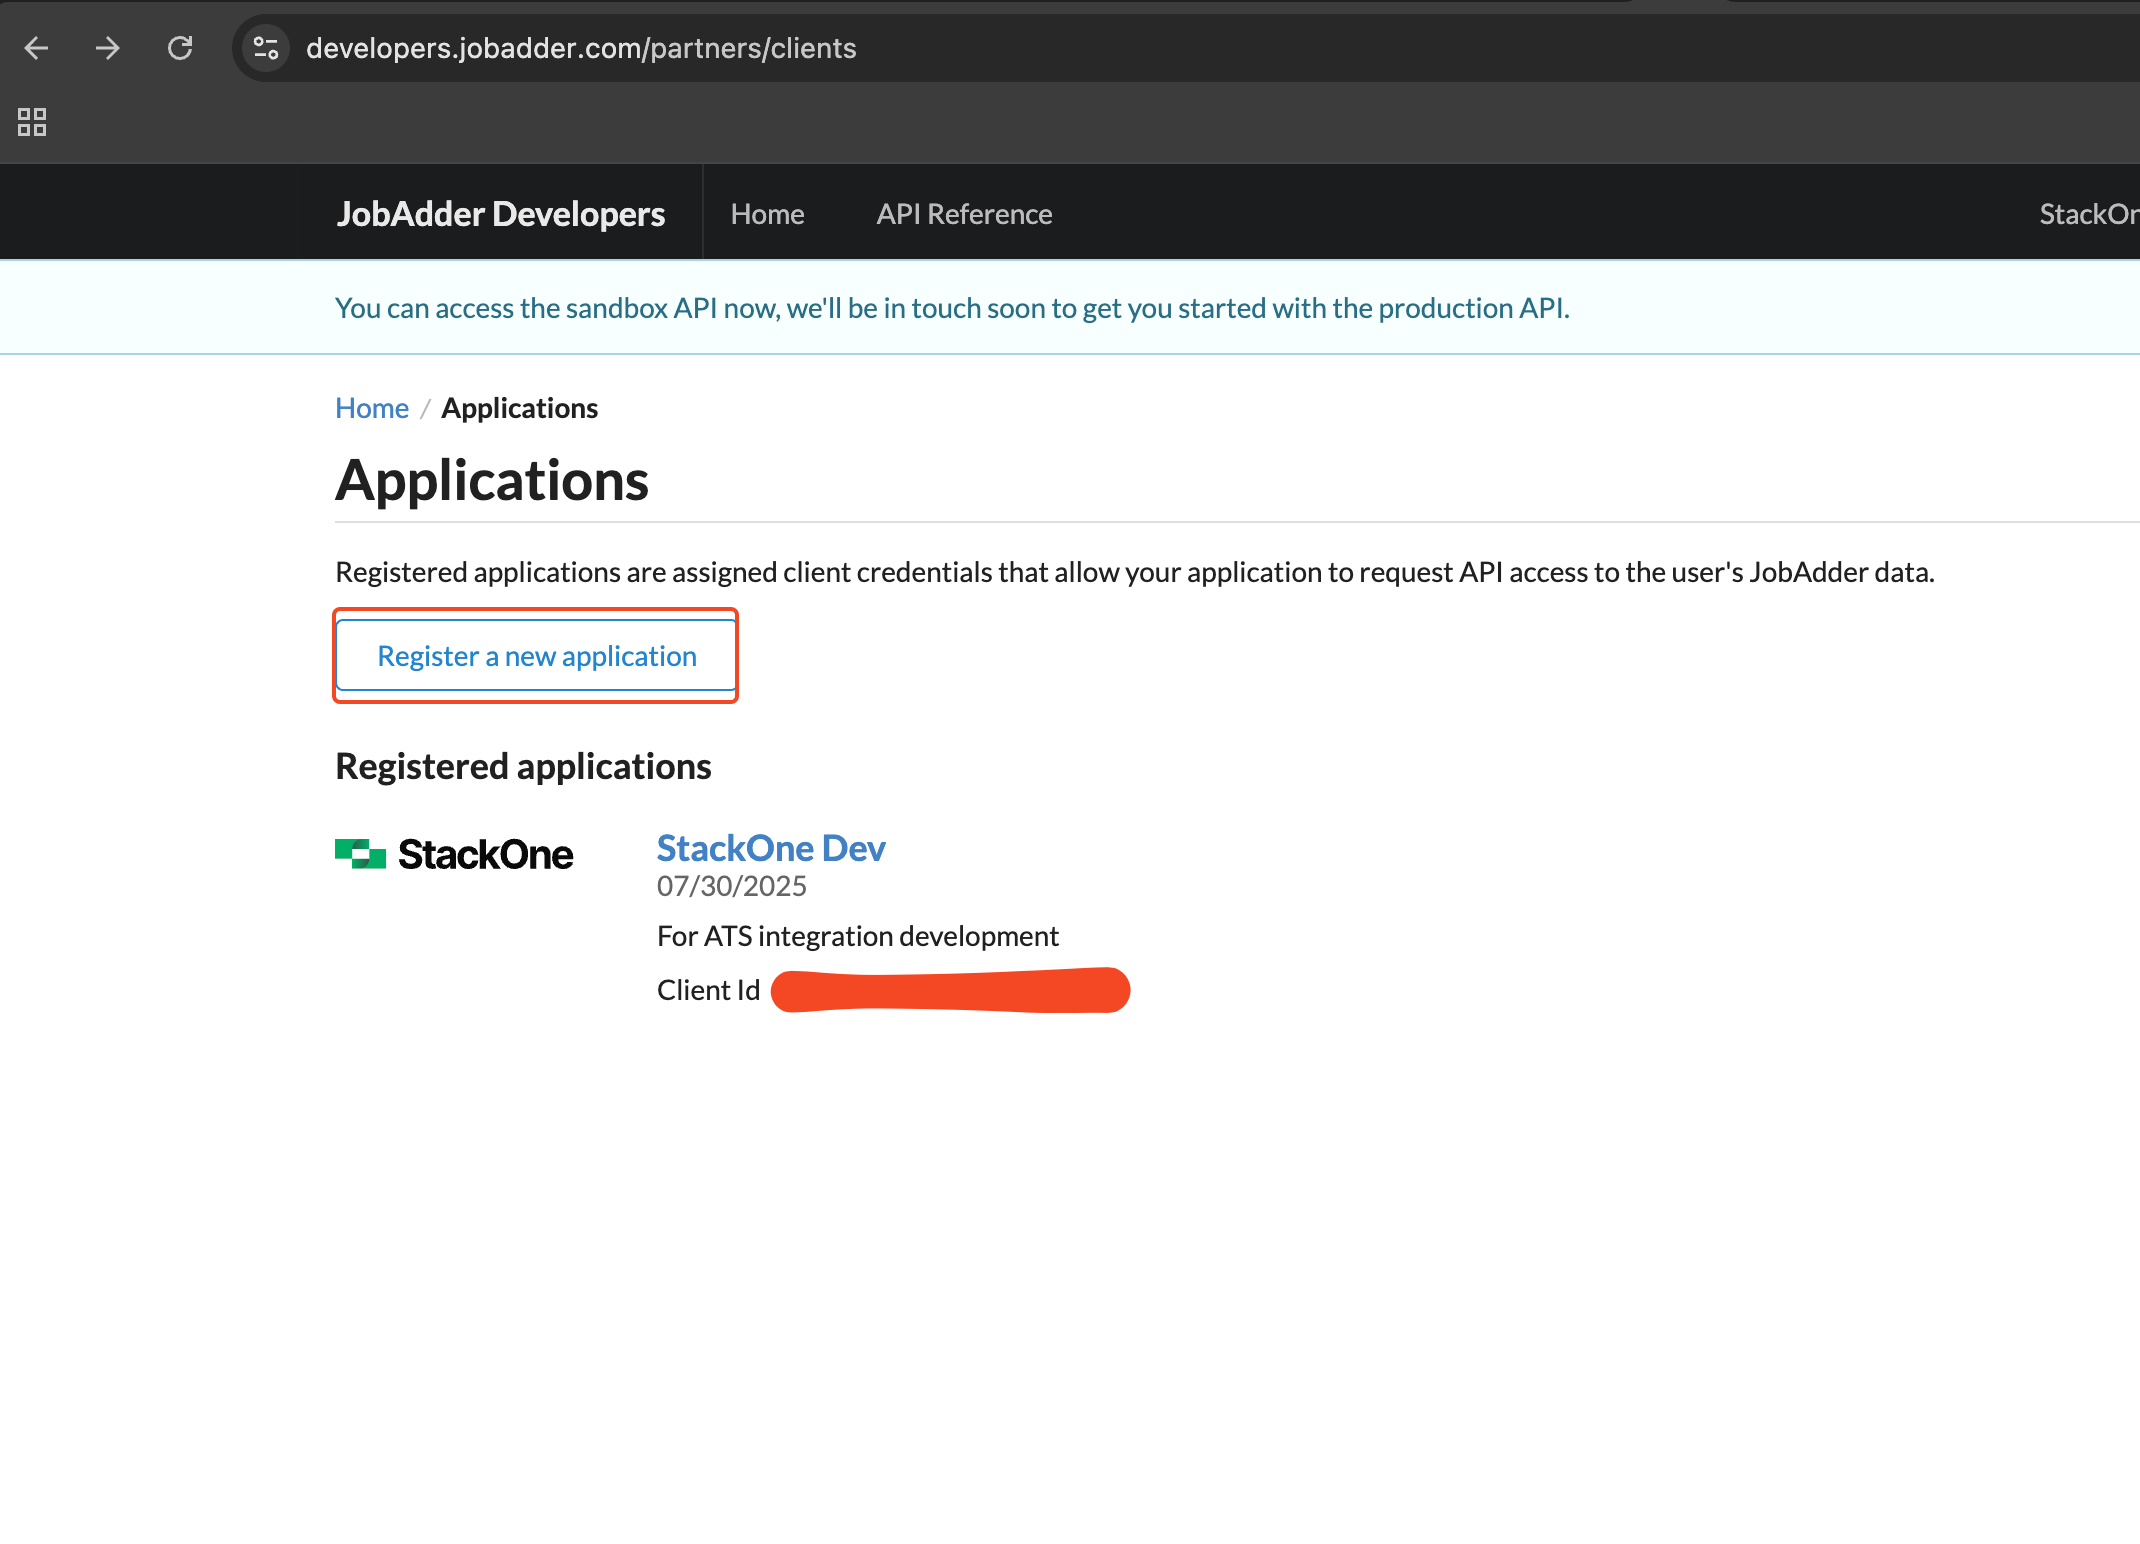 developers.jobadder.com/partners/clients
JobAdder Developers
Home
API Reference
StackOn
You can access the sandbox API now, we'll be in touch soon to get you started with the production API.
Home / Applications
Applications
Registered applications are assigned client credentials that allow your application to request API access to the user's JobAdder data.
Register a new application
Registered applications
StackOne
StackOne Dev
07/30/2025
For ATS integration development
Client Id